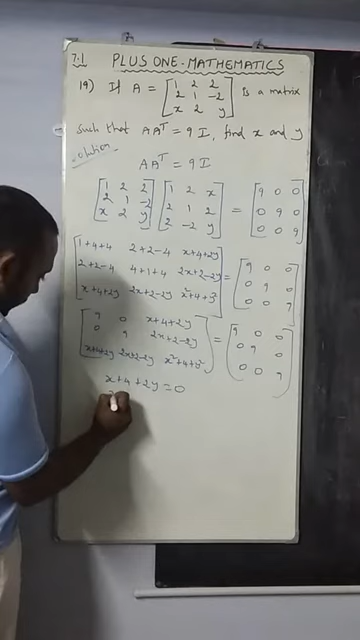 7.1 PLUS ONE-MATHEMATICS
19) If A = [1 2 2; 2 1 -2; x 2 y] Is a matrix
such that AAᵀ = 9I, find x and y
Solution
AAᵀ = 9I
[1 2 2; 2 1 -2; x 2 y] [1 2 x; 2 1 2; 2 -2 y] = [9 0 0; 0 9 0; 0 0 9]
[1+4+4 2+2-4 x+4+2y; 2+2-4 4+1+4 2x+2-2y; x+4+2y 2x+2-2y x²+4+y²] = [9 0 0; 0 9 0; 0 0 9]
[9 0 x+4+2y; 0 9 2x+2-2y; x+4+2y 2x+2-2y x²+4+y²] = [9 0 0; 0 9 0; 0 0 9]
x+4+2y=0